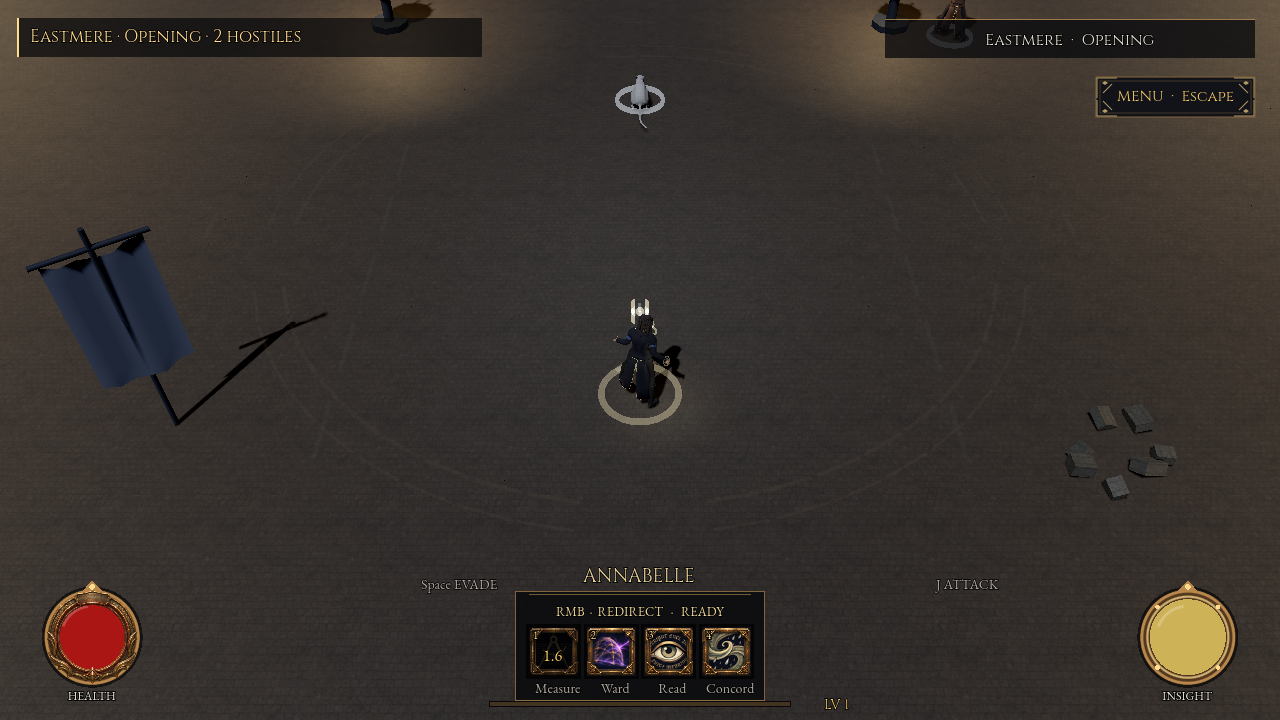 Eastmere · Opening · 2 hostiles
Eastmere · Opening
MENU · Escape
Annabelle
Space EVADE
J ATTACK
RMB · REDIRECT · READY
1 2 3 4
1.6
Measure Ward Read Concord
HEALTH
INSIGHT
LV 1